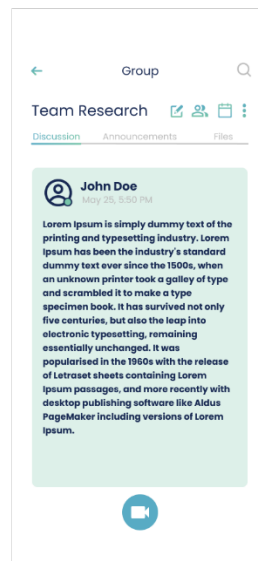 Group
Team Research
Discussion Announcements Files
John Doe
May 25, 5:50 PM
Lorem Ipsum is simply dummy text of the
printing and typesetting industry. Lorem
Ipsum has been the industry's standard
dummy text ever since the 1500s, when
an unknown printer took a galley of type
and scrambled it to make a type
specimen book. It has survived not only
five centuries, but also the leap into
electronic typesetting, remaining
essentially unchanged. It was
popularised in the 1960s with the release
of Letraset sheets containing Lorem
Ipsum passages, and more recently with
desktop publishing software like Aldus
PageMaker including versions of Lorem
Ipsum.